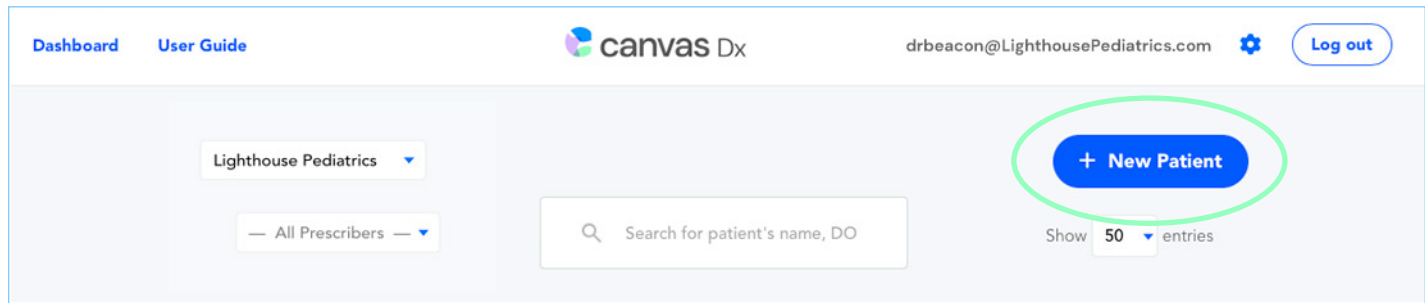 Dashboard User Guide canvas Dx drbeacon@LighthousePediatrics.com Log out
Lighthouse Pediatrics + New Patient
— All Prescribers — Search for patient's name, DO Show 50 entries